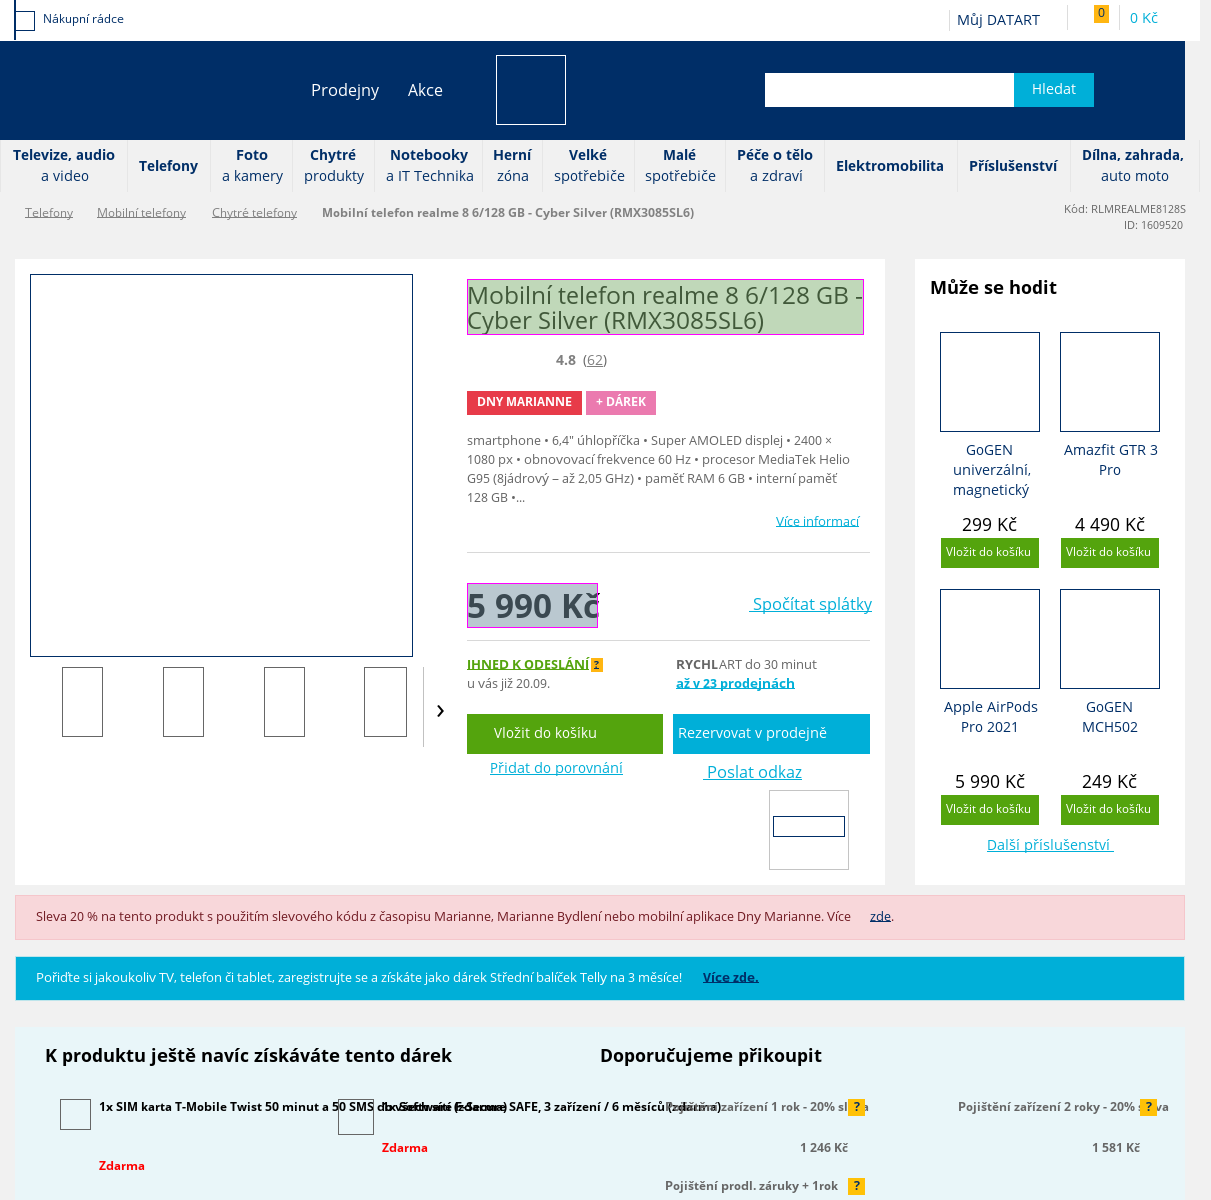 Nákupní rádce
Můj DATART
0
0 Kč
Prodejny
Akce
Hledat
Televize, audio
a video
Telefony
Foto
a kamery
Chytré
produkty
Notebooky
a IT Technika
Herní
zóna
Velké
spotřebiče
Malé
spotřebiče
Péče o tělo
a zdraví
Elektromobilita
Příslušenství
Dílna, zahrada,
auto moto
Telefony
Mobilní telefony
Chytré telefony
Mobilní telefon realme 8 6/128 GB - Cyber Silver (RMX3085SL6)
Kód: RLMREALME8128S
ID: 1609520
Mobilní telefon realme 8 6/128 GB -
Cyber Silver (RMX3085SL6)
4.8 (62)
DNY MARIANNE
+ DÁREK
smartphone • 6,4" úhlopříčka • Super AMOLED displej • 2400 ×
1080 px • obnovovací frekvence 60 Hz • procesor MediaTek Helio
G95 (8jádrový – až 2,05 GHz) • paměť RAM 6 GB • interní paměť
128 GB •...
Více informací
5 990 Kč
Spočítat splátky
IHNED K ODESLÁNÍ ?
u vás již 20.09.
RYCHLART do 30 minut
až v 23 prodejnách
Vložit do košíku
Rezervovat v prodejně
Přidat do porovnání
Poslat odkaz
Může se hodit
GoGEN
univerzální,
magnetický
299 Kč
Vložit do košíku
Amazfit GTR 3
Pro
4 490 Kč
Vložit do košíku
Apple AirPods
Pro 2021
5 990 Kč
Vložit do košíku
GoGEN
MCH502
249 Kč
Vložit do košíku
Další příslušenství
Sleva 20 % na tento produkt s použitím slevového kódu z časopisu Marianne, Marianne Bydlení nebo mobilní aplikace Dny Marianne. Více zde.
Pořiďte si jakoukoliv TV, telefon či tablet, zaregistrujte se a získáte jako dárek Střední balíček Telly na 3 měsíce! Více zde.
K produktu ještě navíc získáváte tento dárek
1x SIM karta T-Mobile Twist 50 minut a 50 SMS do všech sítí (zdarma)
Zdarma
1x Software F-Secure SAFE, 3 zařízení / 6 měsíců (zdarma)
Zdarma
Doporučujeme přikoupit
Pojištění zařízení 1 rok - 20% sleva ?
1 246 Kč
Pojištění zařízení 2 roky - 20% sleva ?
1 581 Kč
Pojištění prodl. záruky + 1rok ?